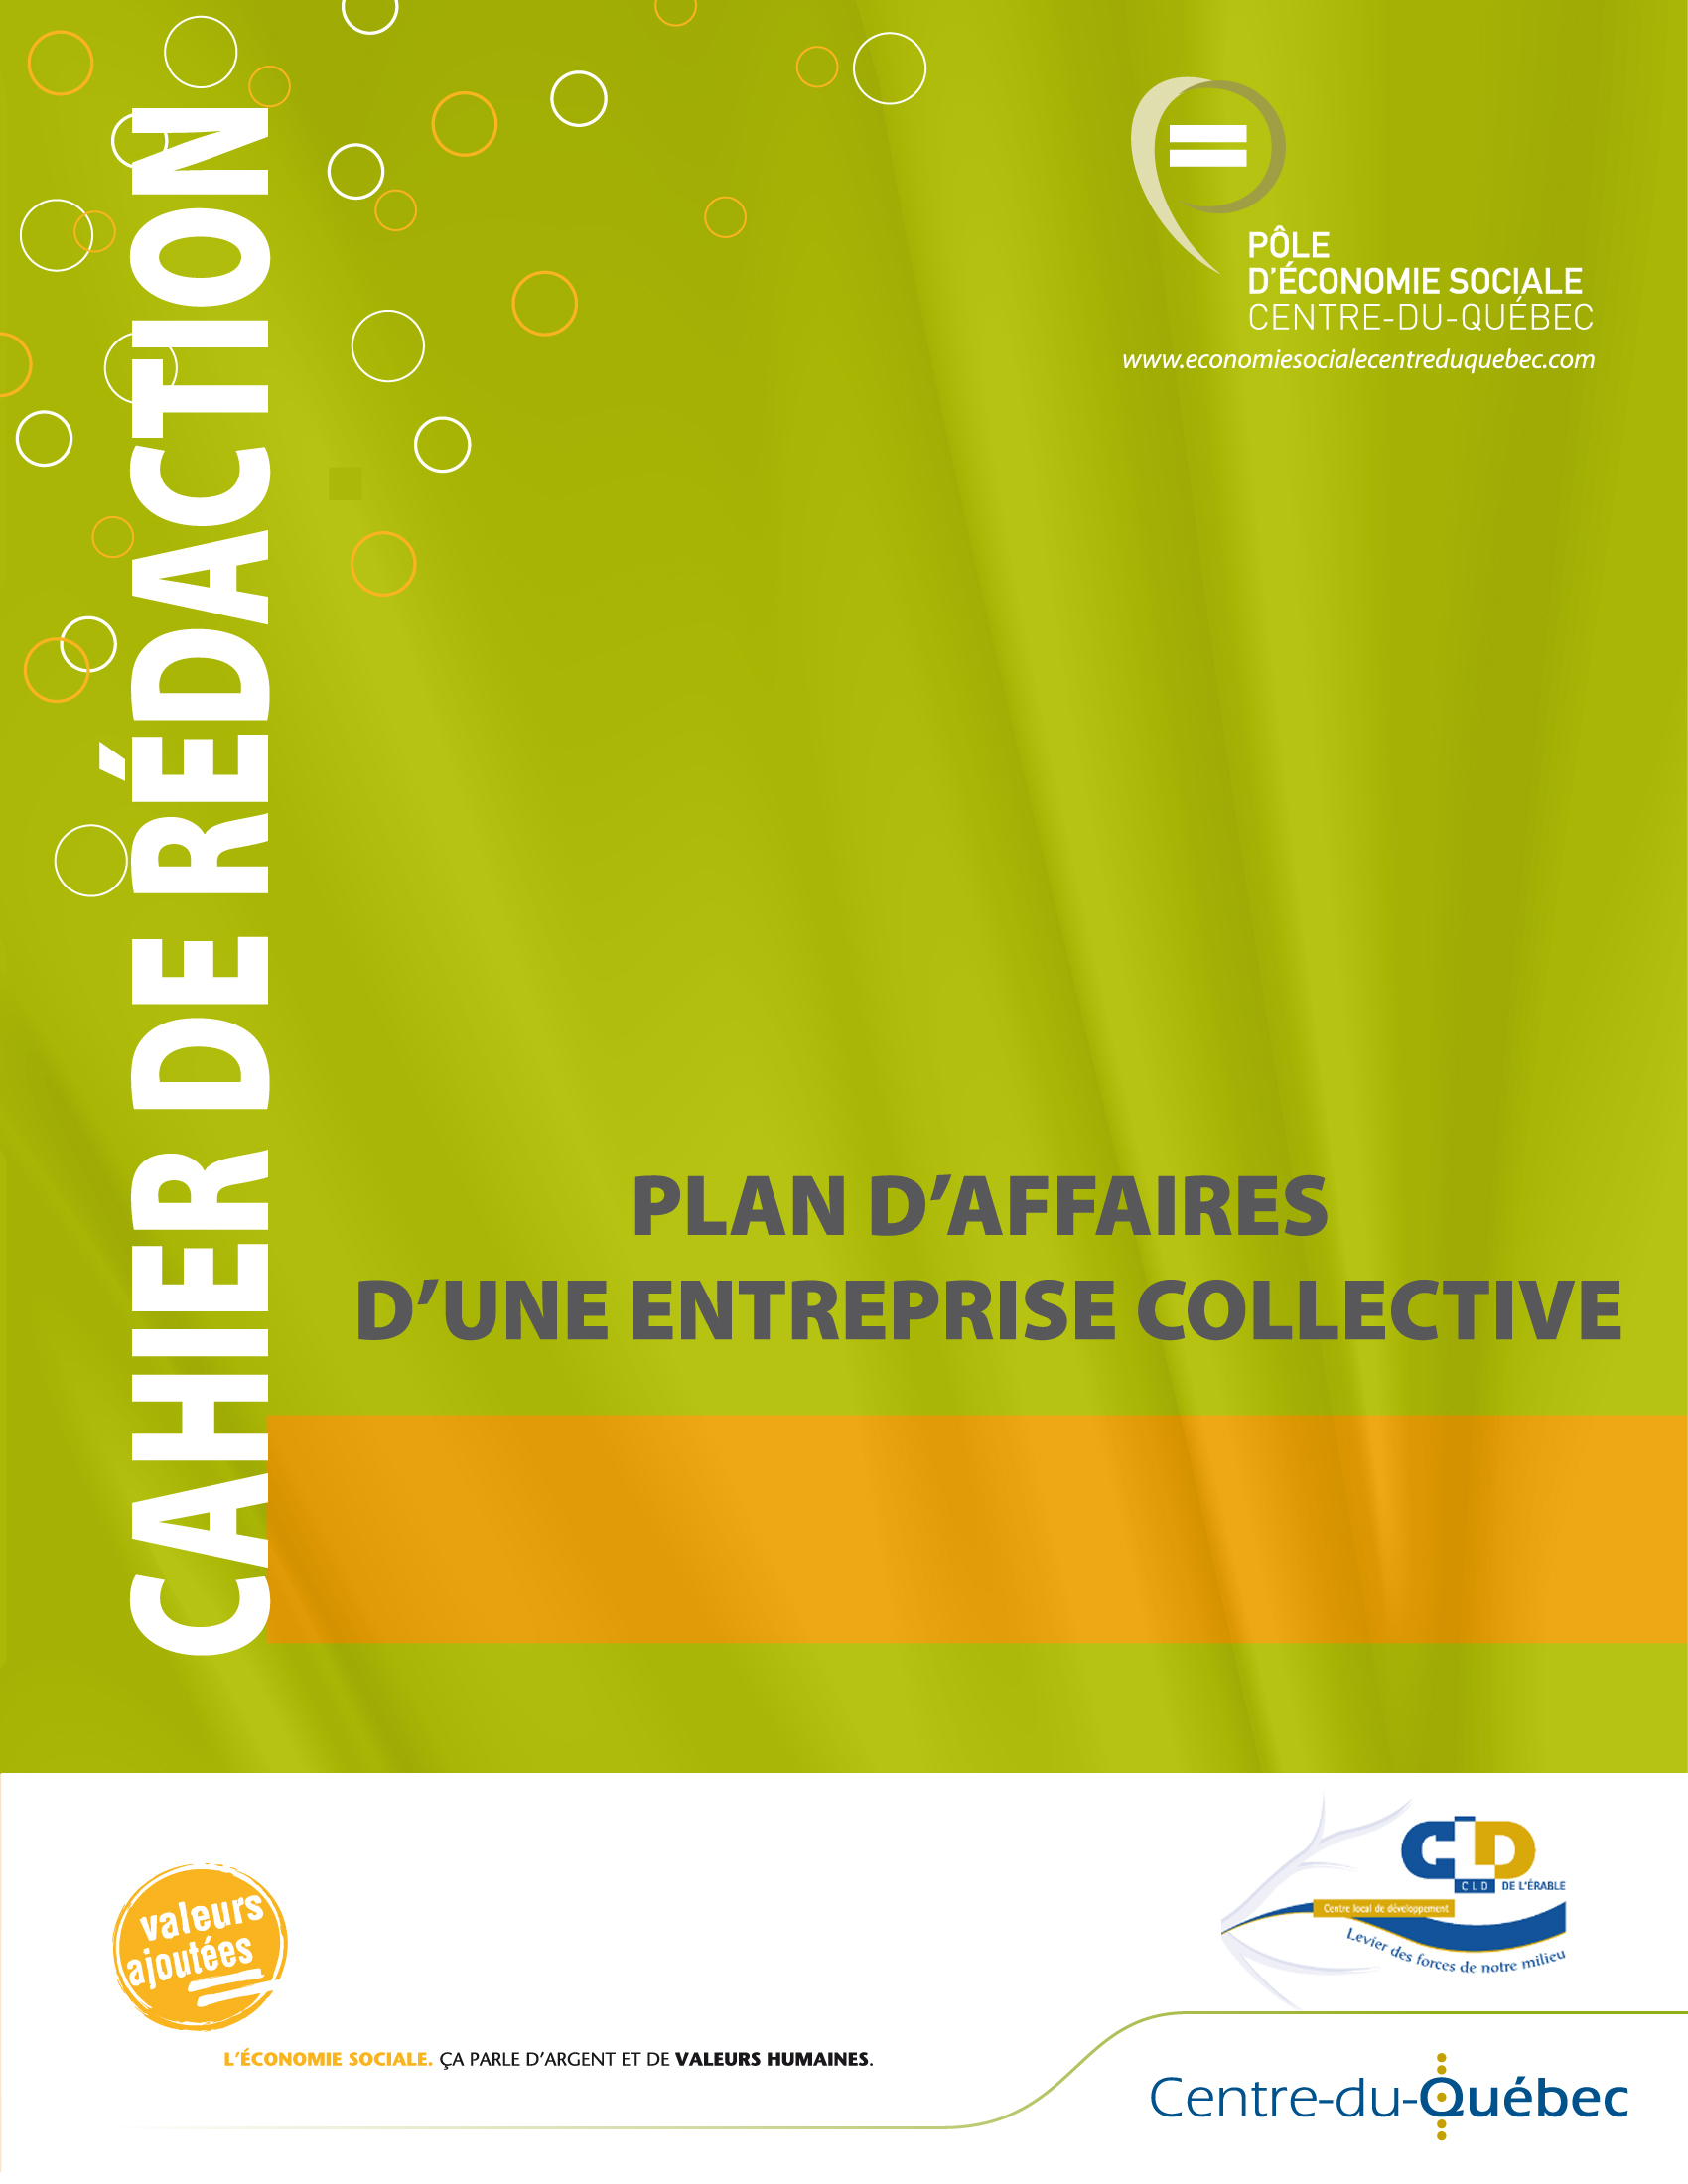 CAHIER DE RÉDACTION
PÔLE
D'ÉCONOMIE SOCIALE
CENTRE-DU-QUÉBEC
www.economiesocialecentreduquebec.com
PLAN D'AFFAIRES
D'UNE ENTREPRISE COLLECTIVE
valeurs
ajoutées
L'ÉCONOMIE SOCIALE. ÇA PARLE D'ARGENT ET DE VALEURS HUMAINES.
CLD
CLD DE L'ÉRABLE
Centre local de développement
Levier des forces de notre milieu
Centre-du-Québec